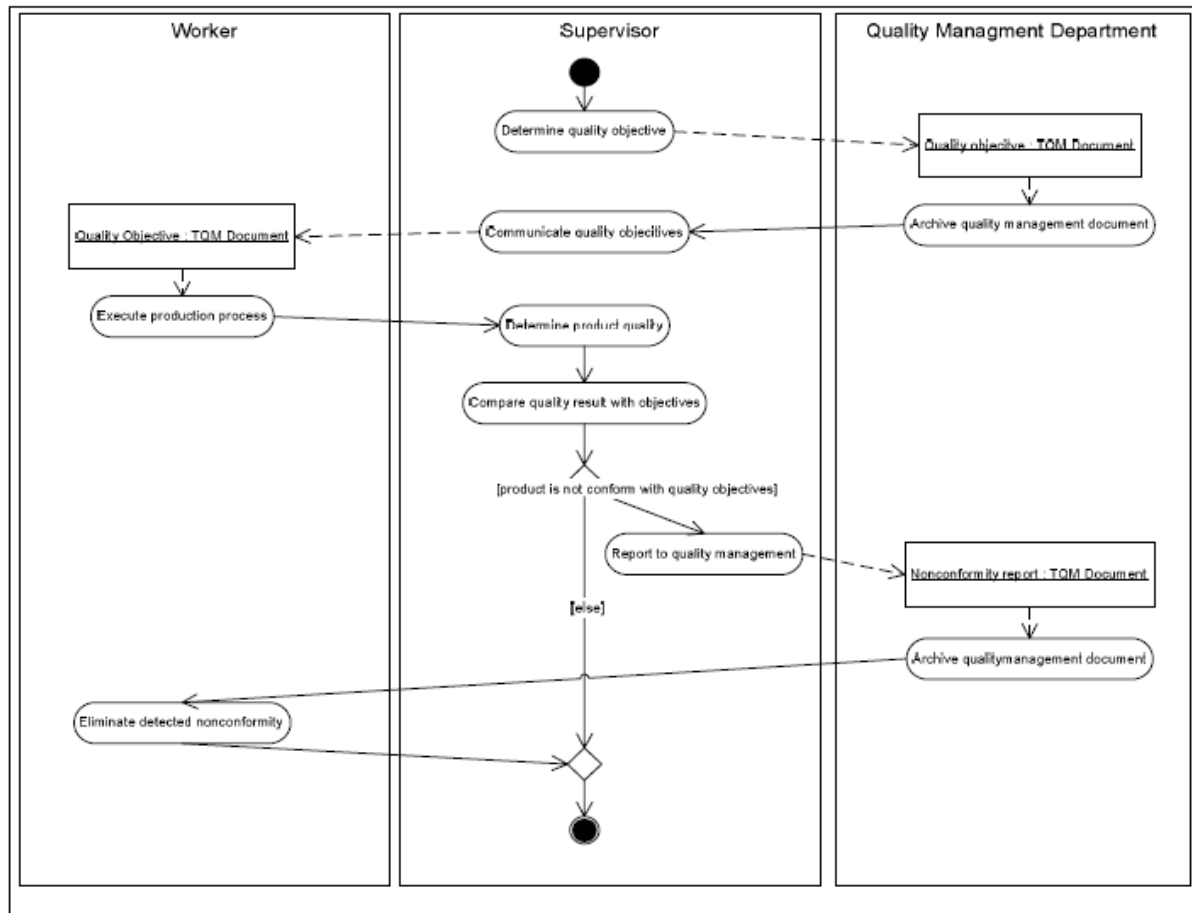 Worker
Supervisor
Quality Managment Department
Determine quality objective
Quality objecitve : TQM Document
Quality Objective : TQM Document
Communicate quality objecitives
Archive quality management document
Execute production process
Determine product quality
Compare quality result with objectives
[product is not conform with quality objectives]
Report to quality management
Nonconformity report : TQM Document
[else]
Archive qualitymanagement document
Eliminate detected nonconformity